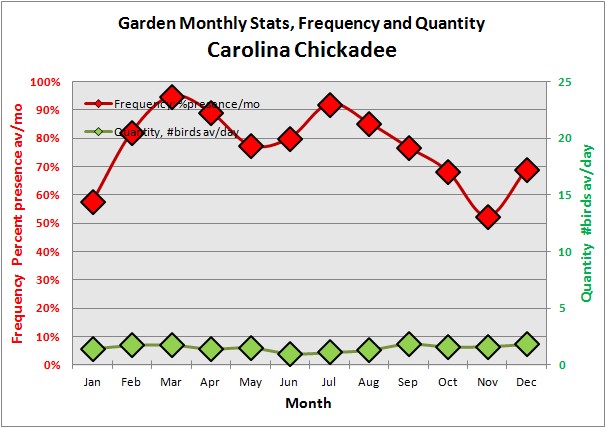 Garden Monthly Stats, Frequency and Quantity
Carolina Chickadee
Frequency Percent presence av/mo
100%
90%
80%
70%
60%
50%
40%
30%
20%
10%
0%
Frequency, %presence/mo
Quantity, #birds av/day
25
20
15
10
5
0
Quantity #birds av/day
Jan Feb Mar Apr May Jun Jul Aug Sep Oct Nov Dec
Month